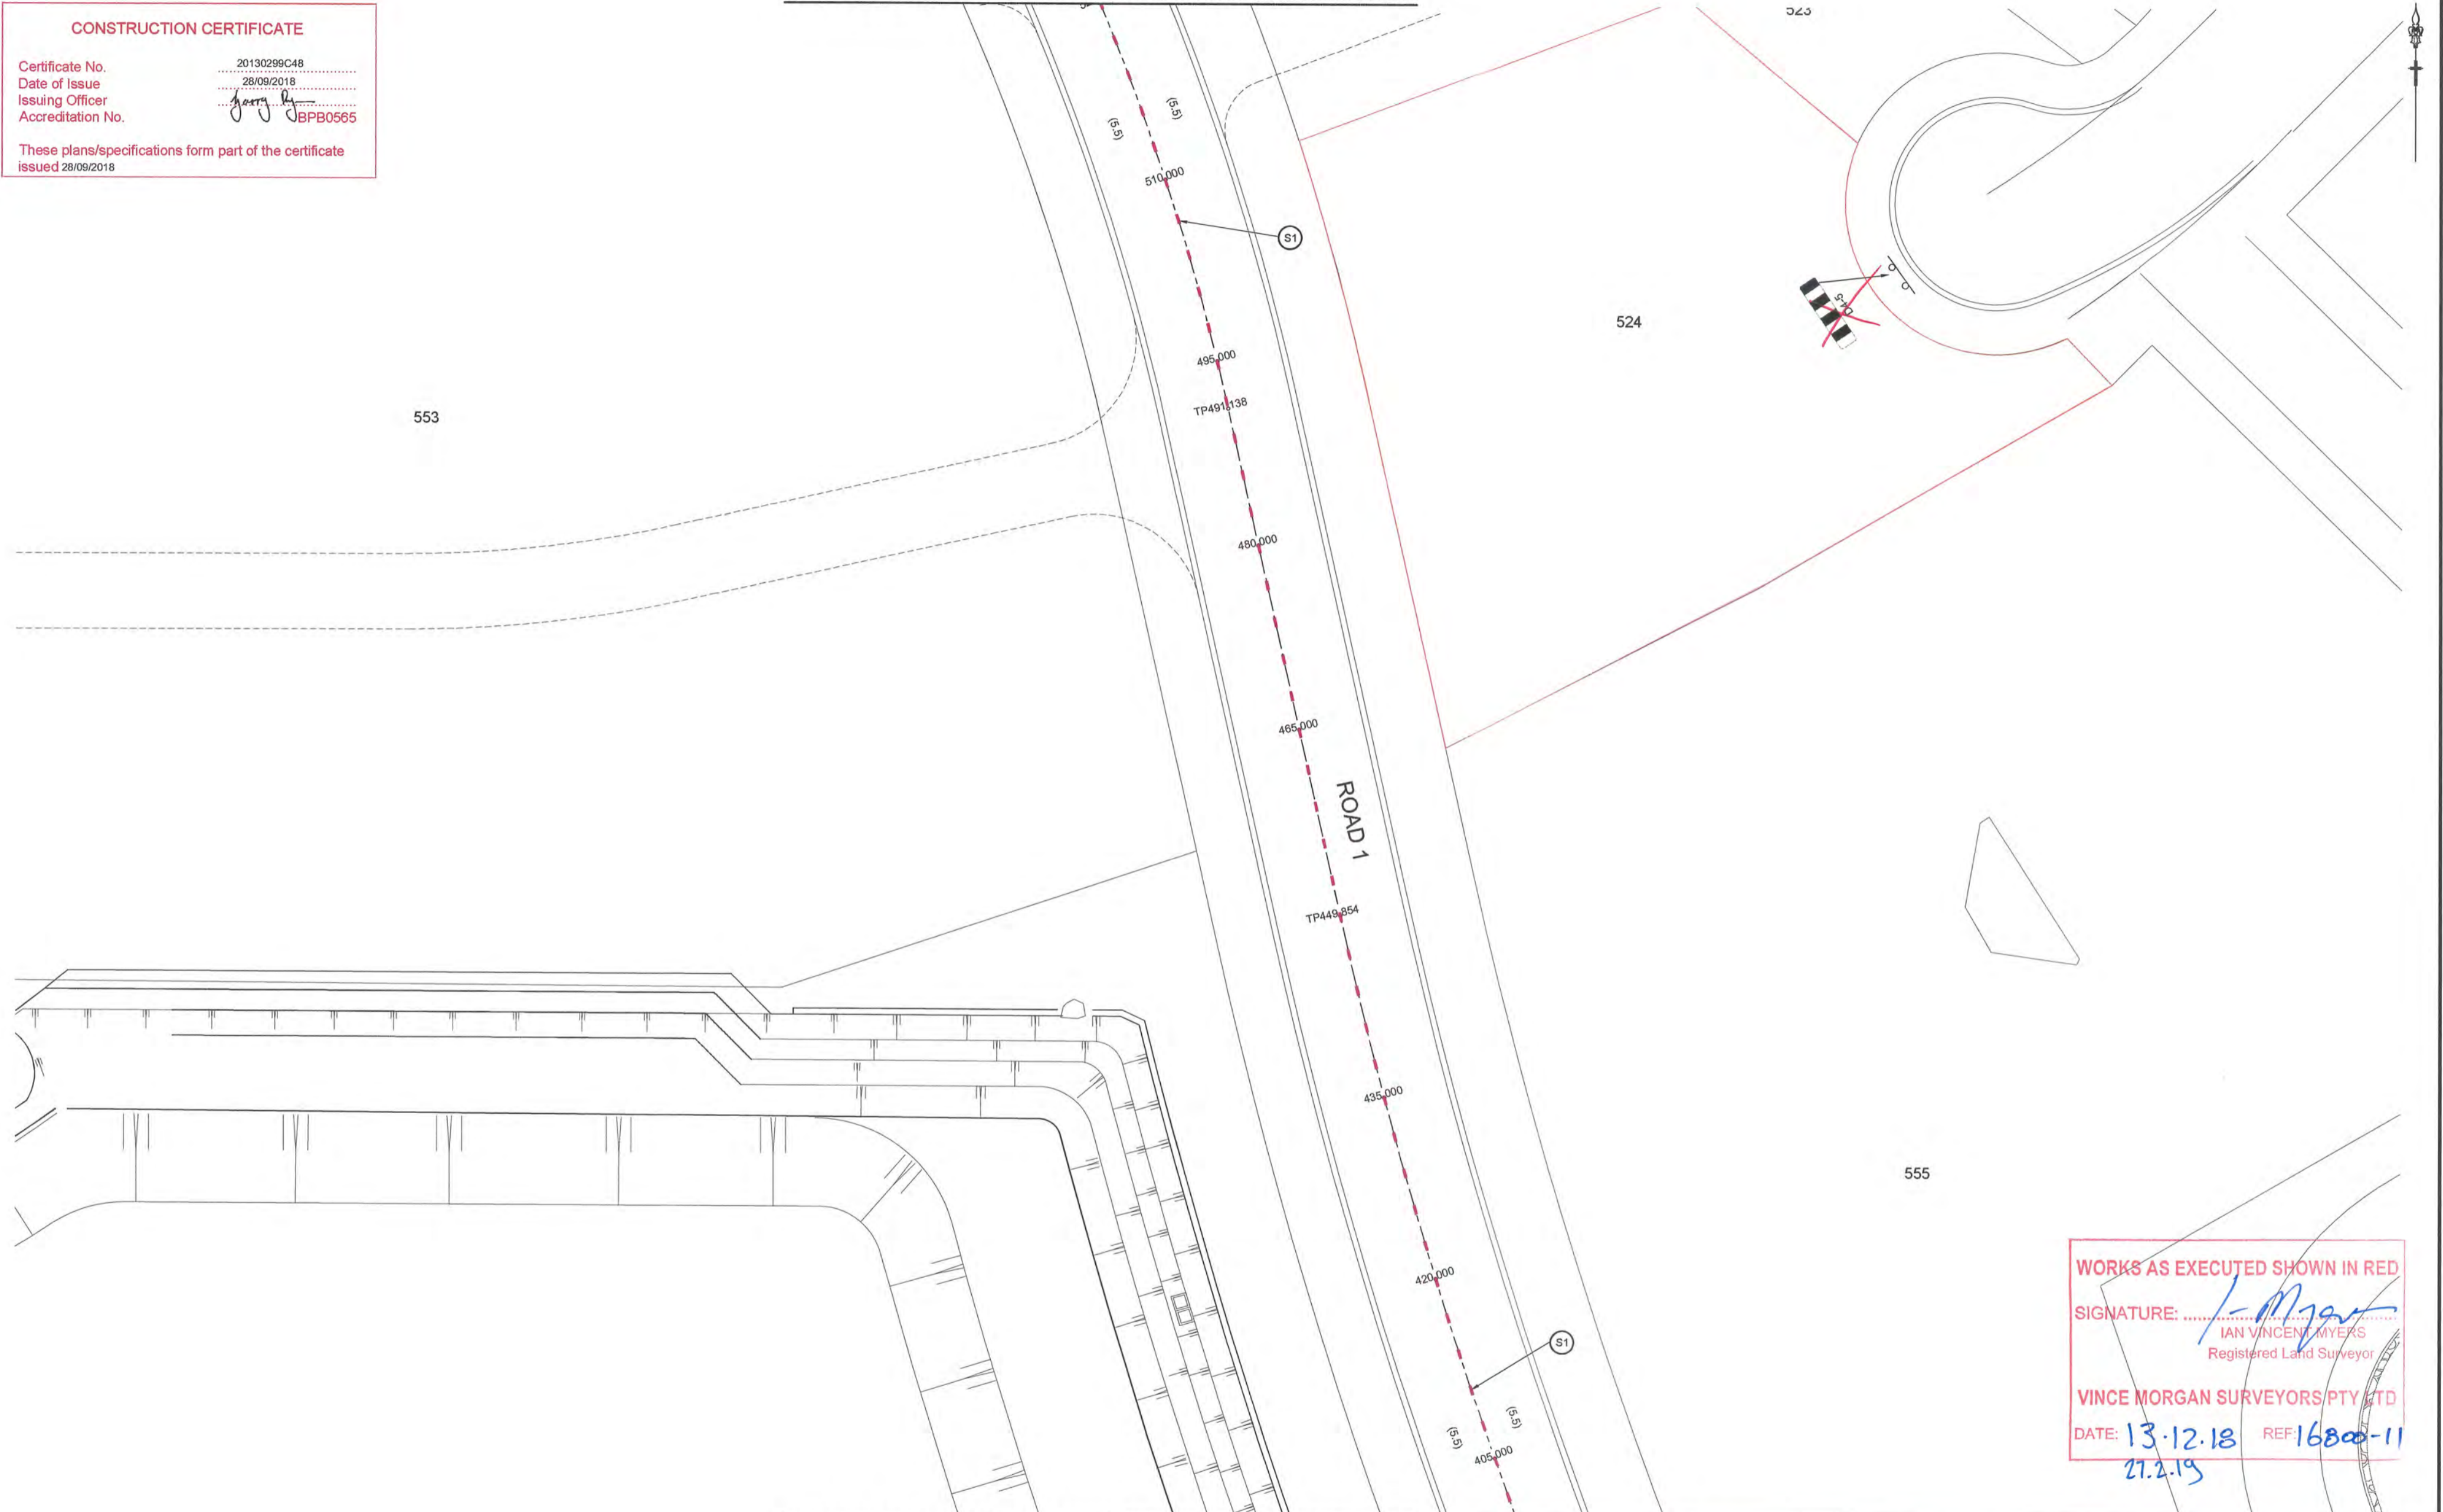 CONSTRUCTION CERTIFICATE
Certificate No. 20130299C48
Date of Issue 28/09/2018
Issuing Officer
Accreditation No. BPB0565
These plans/specifications form part of the certificate
issued 28/09/2018
523
(5.5)
(5.5)
510.000
S1
524
D4-5
495.000
TP491.138
553
480.000
465.000
ROAD 1
TP449.854
435.000
555
420.000
S1
(5.5)
(5.5)
405.000
WORKS AS EXECUTED SHOWN IN RED
SIGNATURE:
IAN VINCENT MYERS
Registered Land Surveyor
VINCE MORGAN SURVEYORS PTY LTD
DATE: 13.12.18 REF: 16800-11
27.2.19